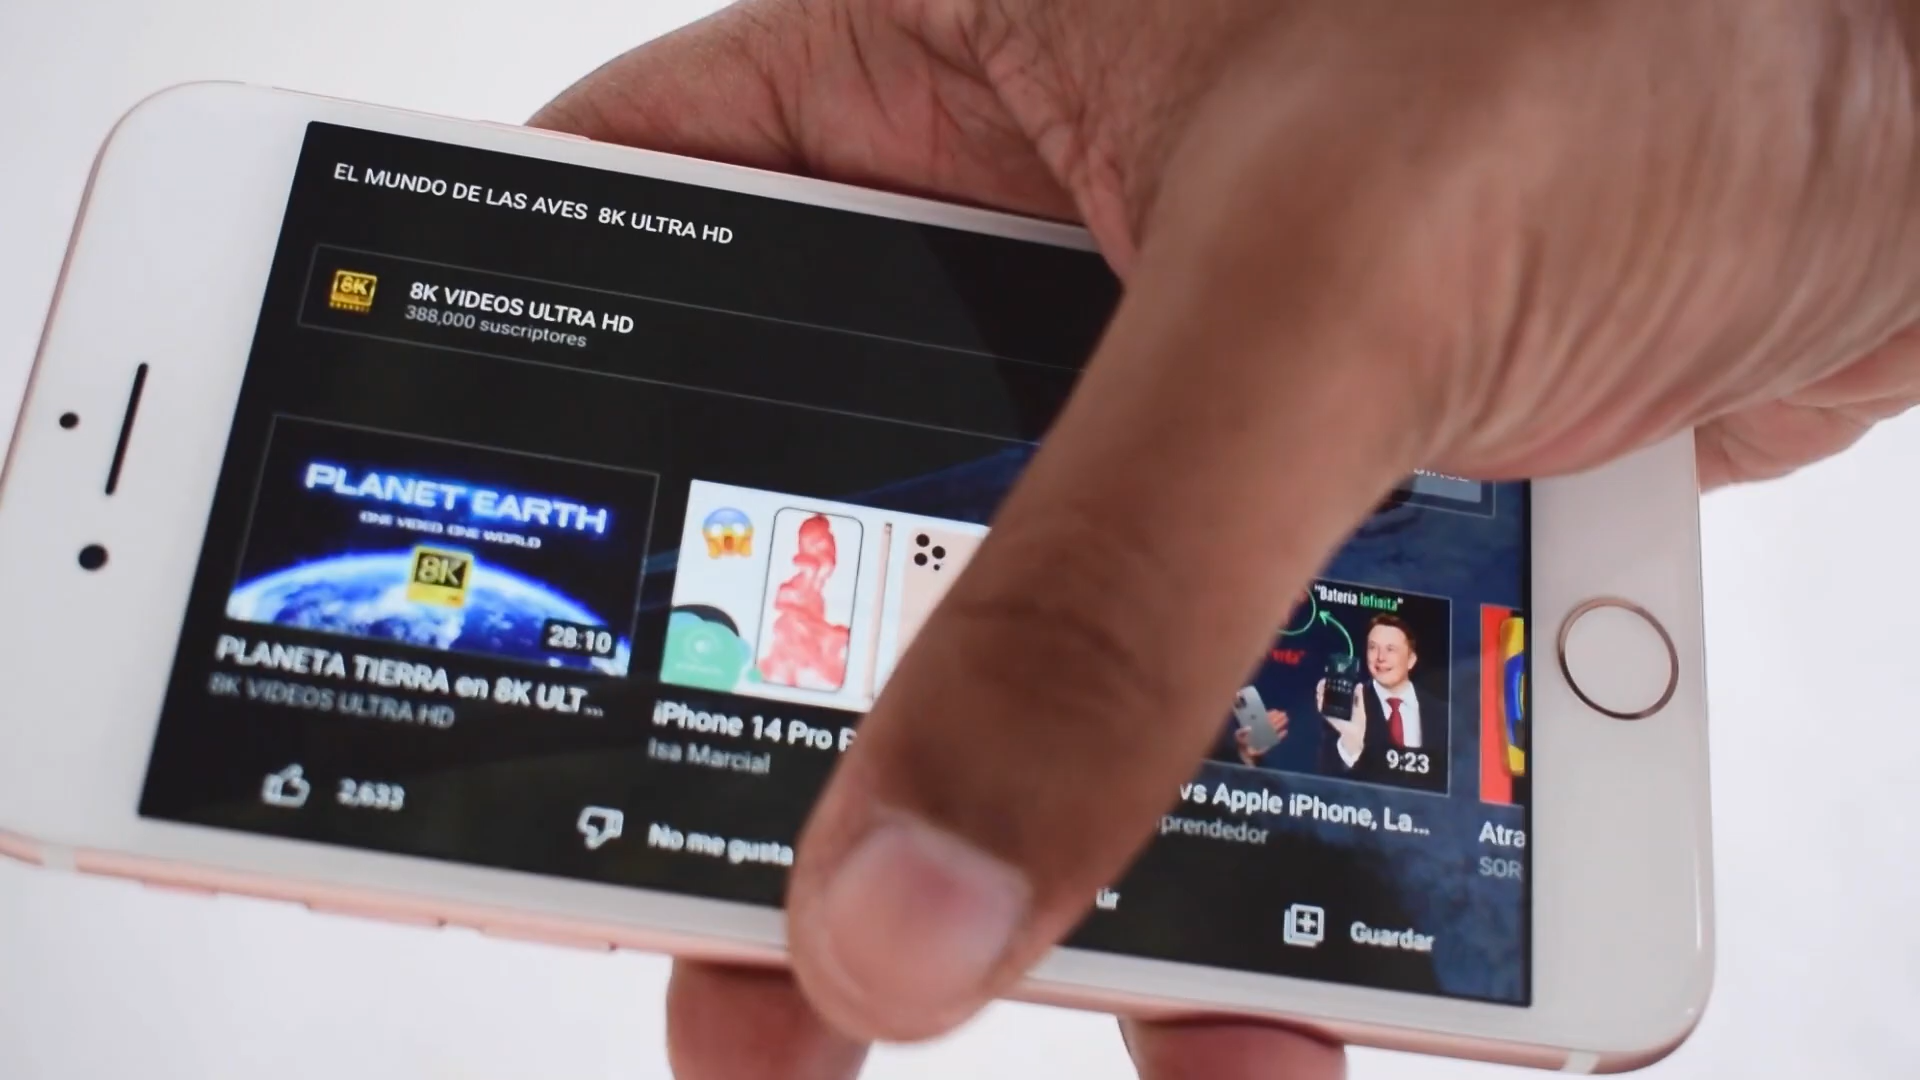 EL MUNDO DE LAS AVES 8K ULTRA HD
8K
8K VIDEOS ULTRA HD
388,000 suscriptores
PLANET EARTH
ONE VIDEO ONE WORLD
8K
28:10
PLANETA TIERRA en 8K ULT...
8K VIDEOS ULTRA HD
iPhone 14 Pro
Isa Marcial
"Batería Infinita"
9:23
vs Apple iPhone, La...
Atra
SOR
2,633
No me gusta
Guardar